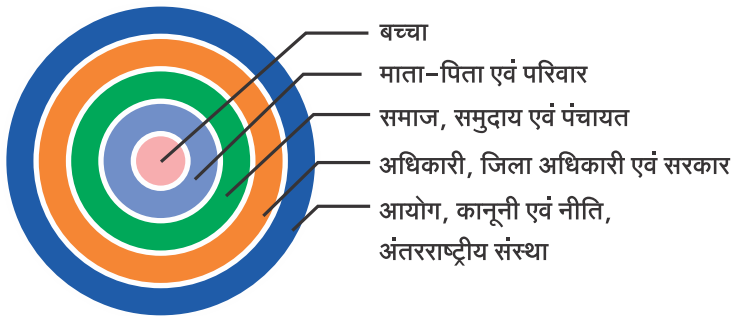 बच्चा
माता-पिता एवं परिवार
समाज, समुदाय एवं पंचायत
अधिकारी, जिला अधिकारी एवं सरकार
आयोग, कानूनी एवं नीति,
अंतरराष्ट्रीय संस्था